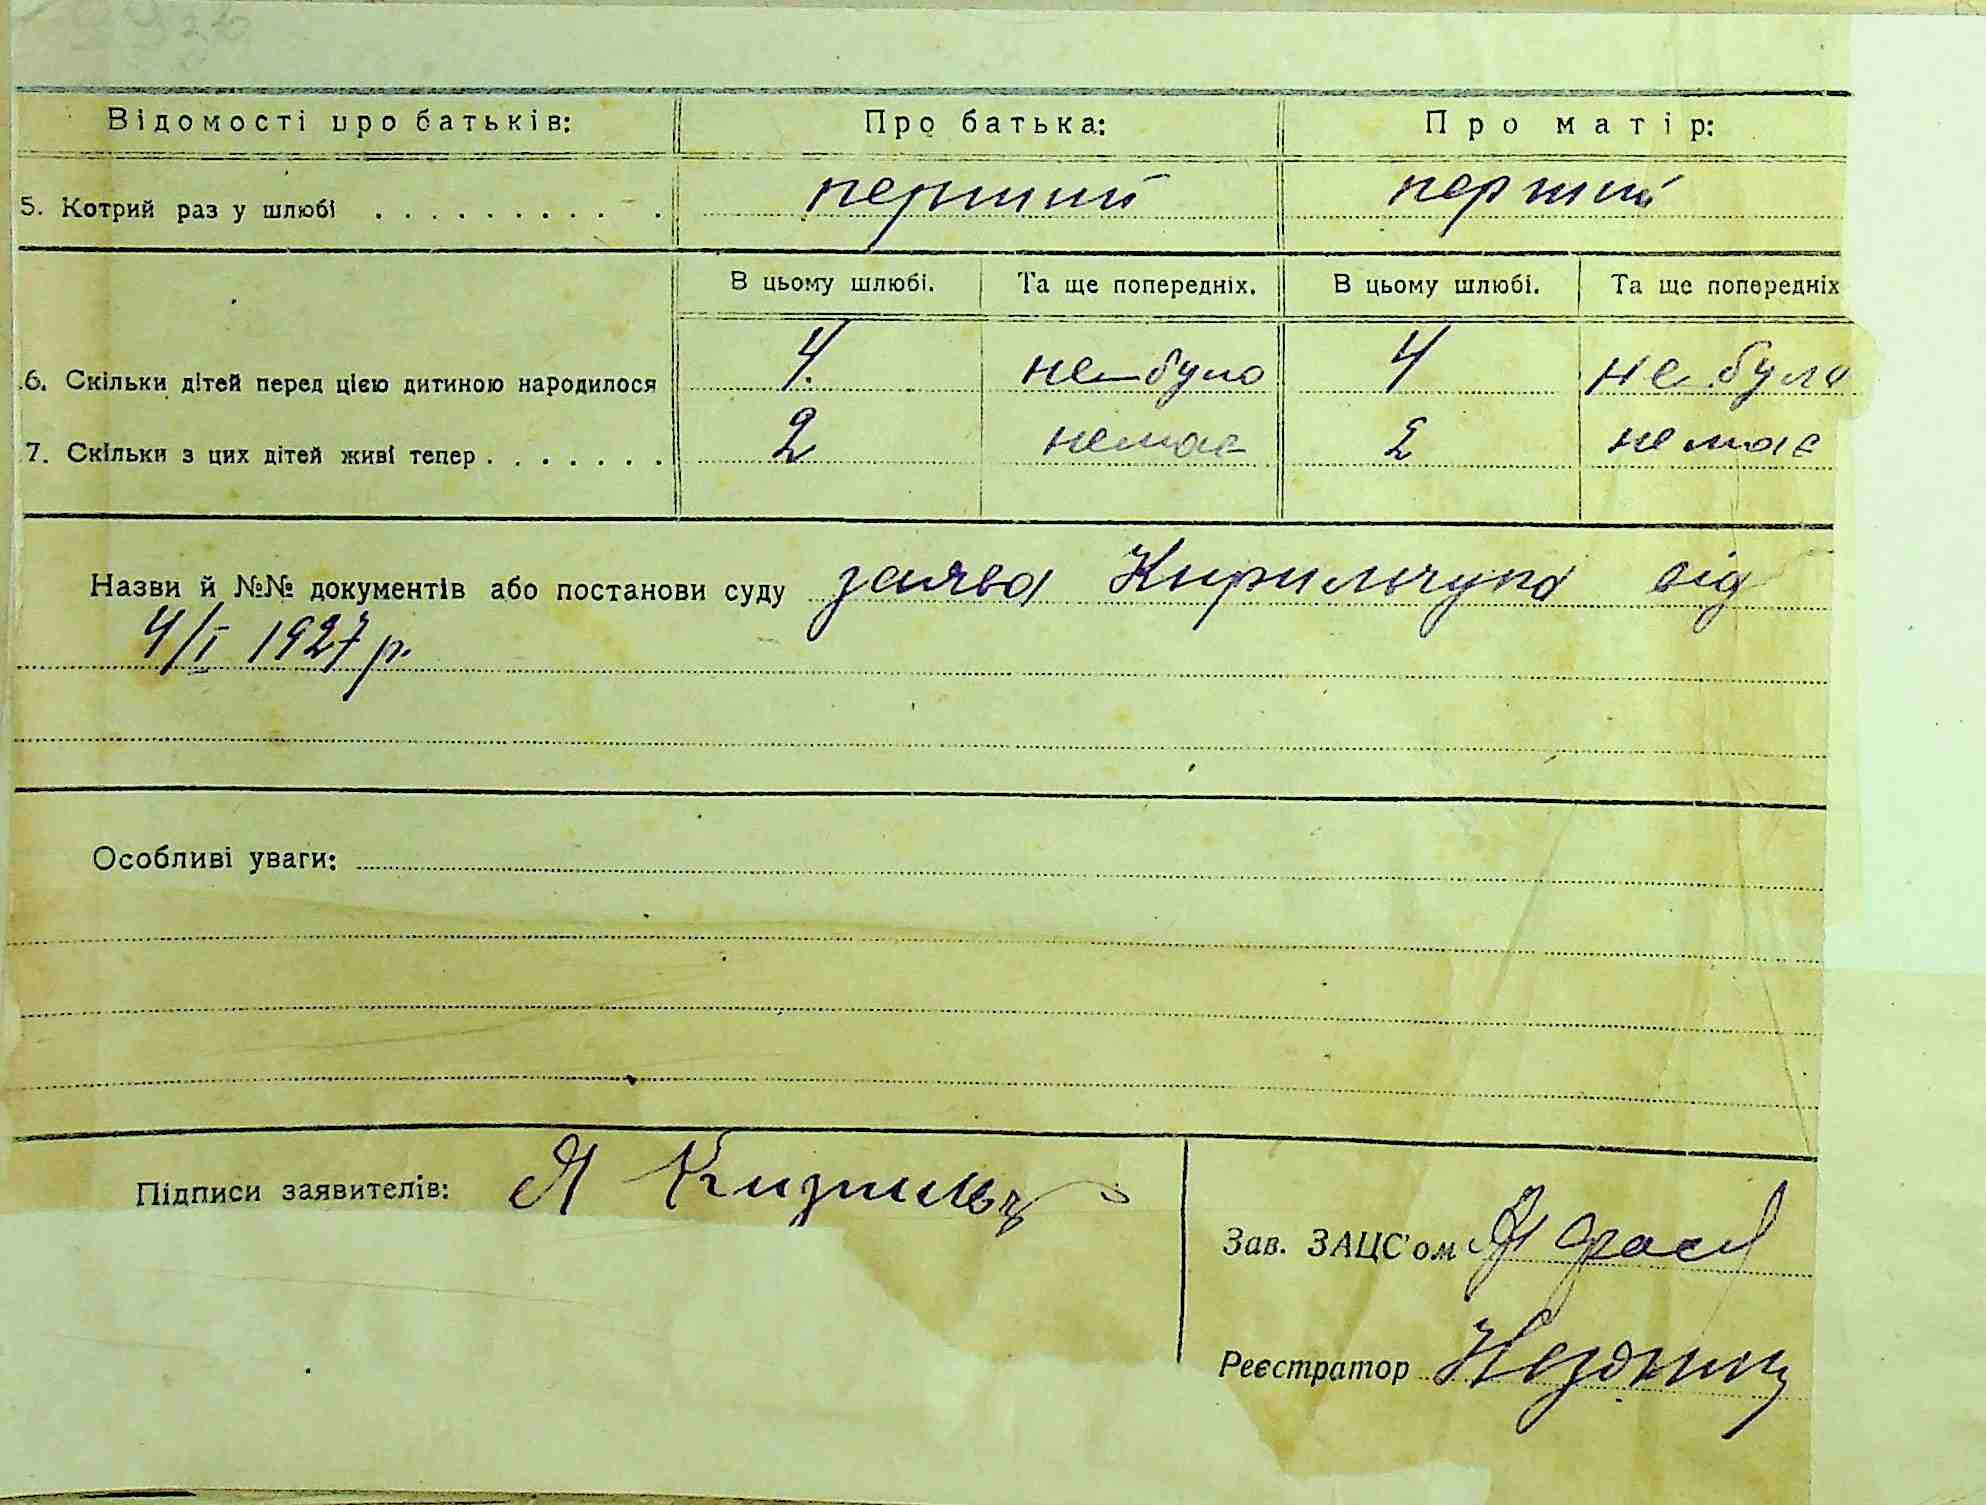 Відомості про батьків: Про батька: Про матір:
5. Котрий раз у шлюбі . . . . . . . . . . . перший перший
В цьому шлюбі. Та ще попередніх. В цьому шлюбі. Та ще попередніх
6. Скільки дітей перед цією дитиною народилося 4. не було 4 не було
7. Скільки з цих дітей живі тепер . . . . . . . 2 немає 2 немає
Назви й №№ документів або постанови суду заява Кирильчука від
4/I 1927 р.
Особливі уваги:
Підписи заявителів: Я Кирильч
Зав. ЗАЦС'ом
Реєстратор